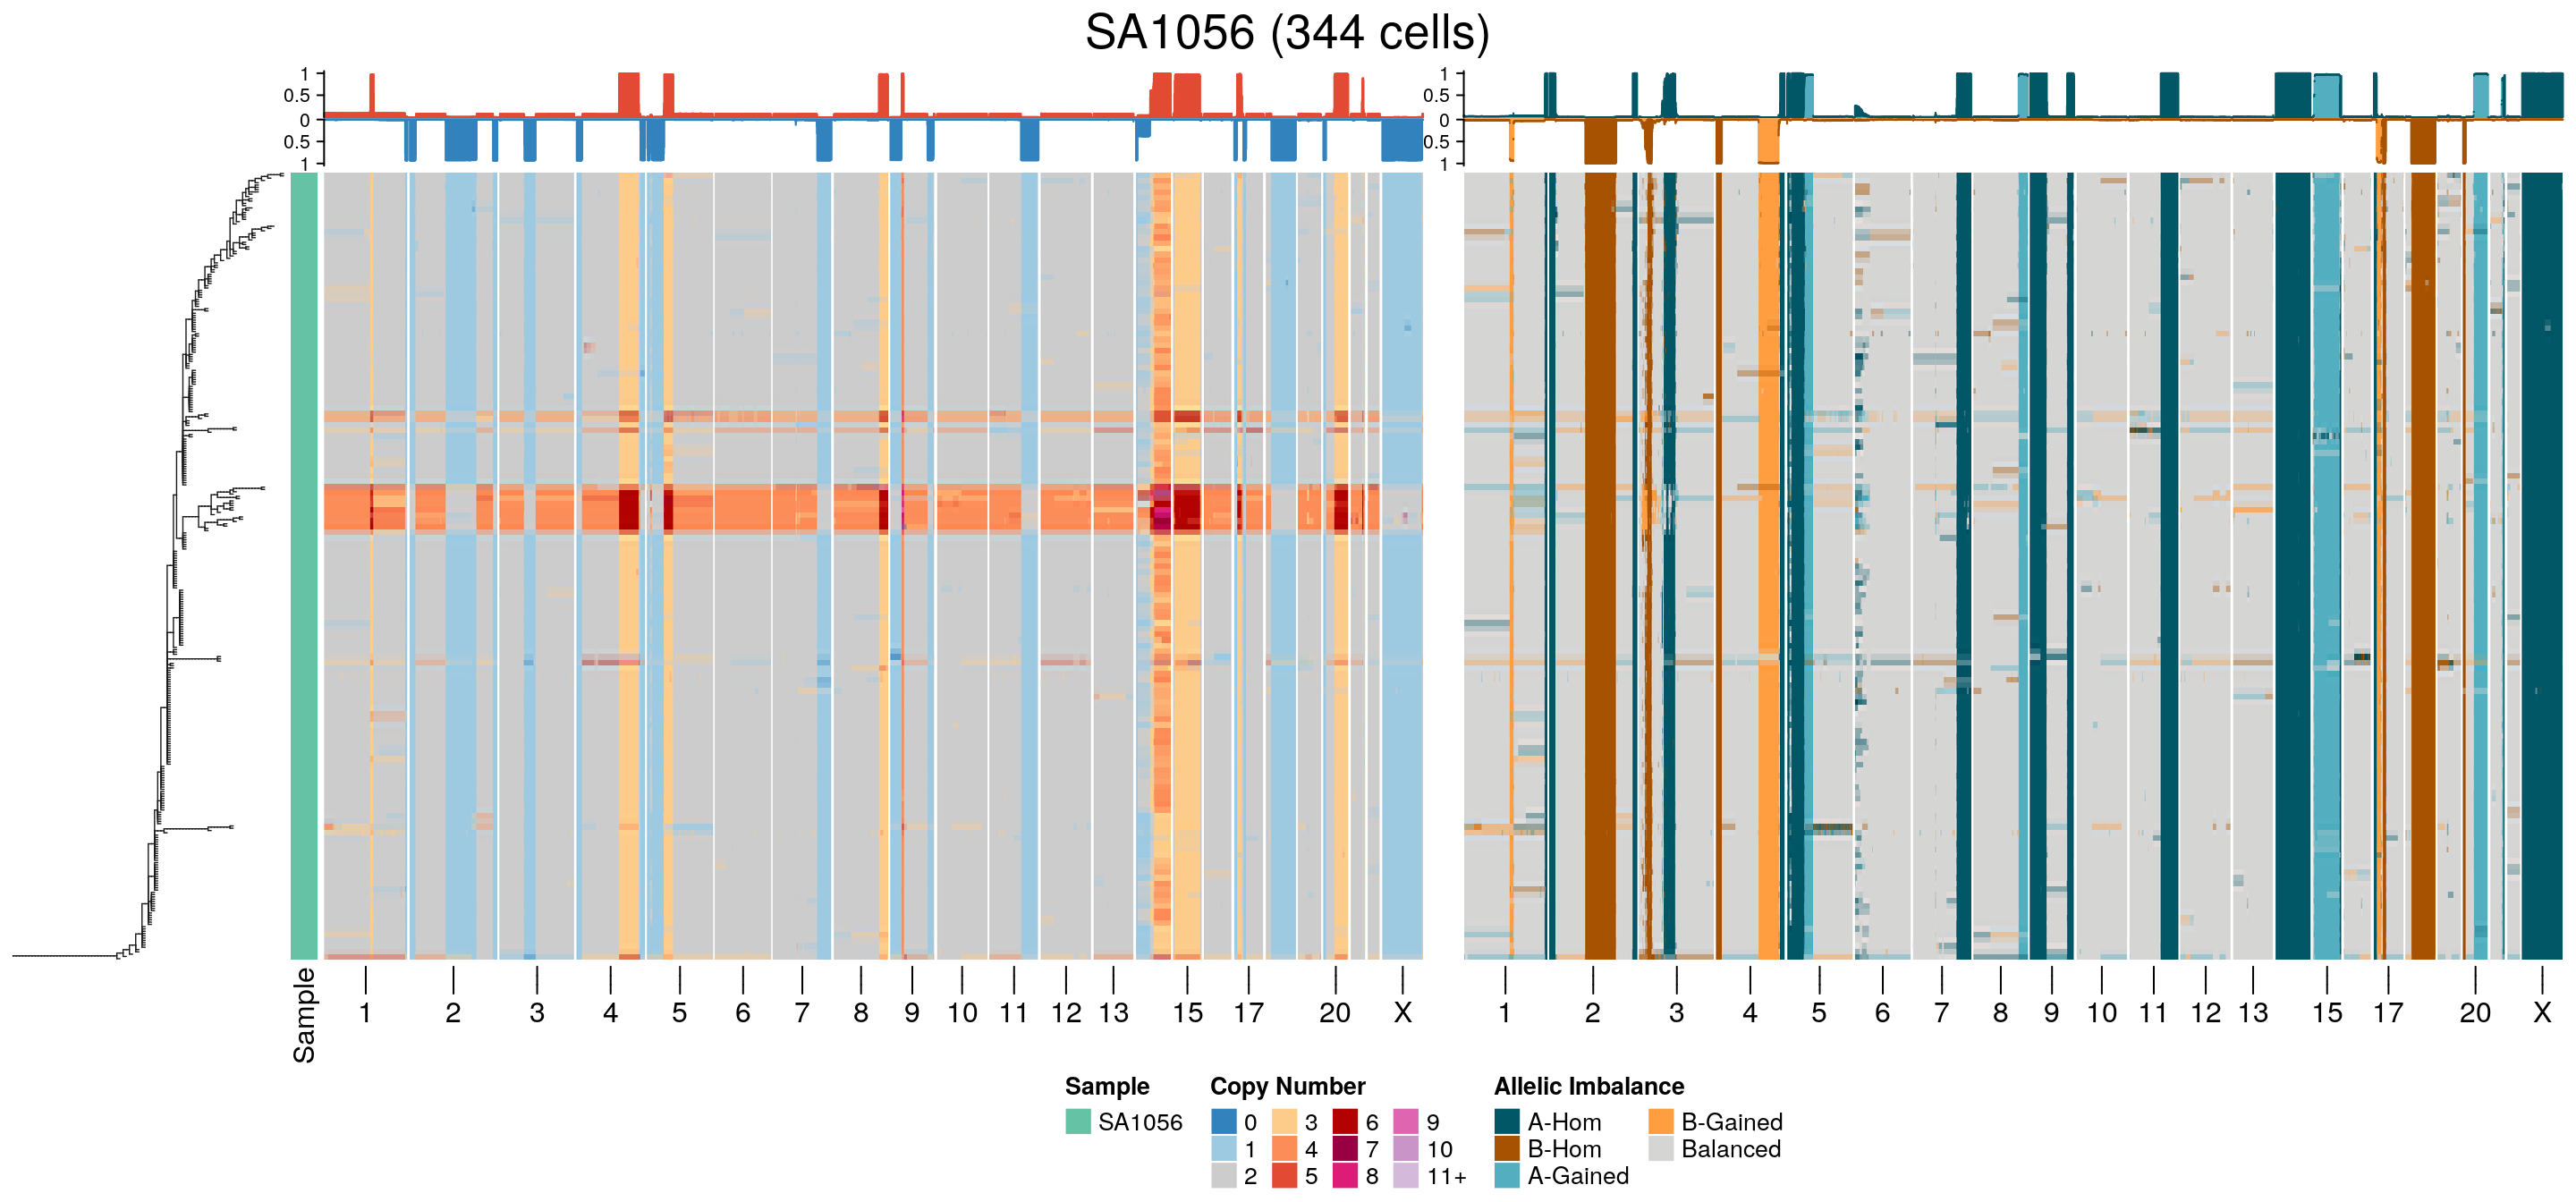 SA1056 (344 cells)
1 1
0.5 0.5
0 0
0.5 0.5
1 1
Sample 1 2 3 4 5 6 7 8 9 10 11 12 13 15 17 20 X 1 2 3 4 5 6 7 8 9 10 11 12 13 15 17 20 X
Sample Copy Number Allelic Imbalance
SA1056 0 3 6 9 A-Hom B-Gained
1 4 7 10 B-Hom Balanced
2 5 8 11+ A-Gained